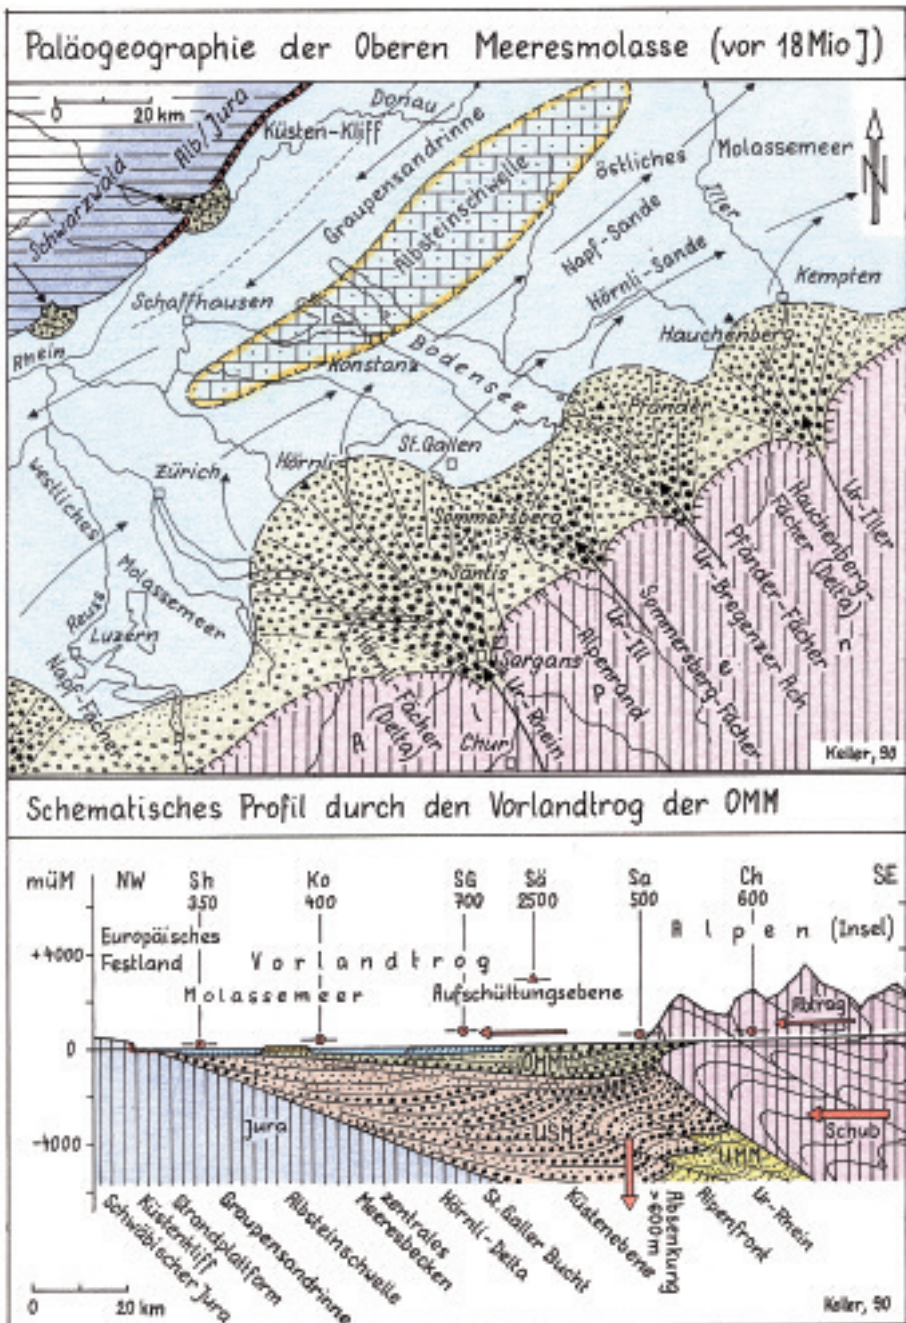 Paläogeographie der Oberen Meeresmolasse (vor 18 Mio J)
0 20 km
Donau
Küsten-Kliff
Alb/Jura
Schwarzwald
Graupensandrinne
Albsteinschwelle
östliches
Molassemeer
Iller
N
Napf-Sande
Hörnli-Sande
Kempten
Schaffhausen
Hauchenberg
Rhein
Konstanz
Bodensee
Pfänder
St.Gallen
Hörnli
Zürich
westliches
Molassemeer
Sommersberg
Säntis
Reuss
Luzern
Napf-Fächer
Hörnli-Fächer
(Delta)
Sargans
Ur-Rhein
Chur
Alpenrand
Ur-Ill
Sommersberg-Fächer
Ur-Bregenzer Ach
Pfänder-Fächer
Hauchenberg-
Fächer
(Delta)
Ur-Iller
A l p e r
Keller, 90
Schematisches Profil durch den Vorlandtrog der OMM
müM NW Sh Ko SG Sä Sa Ch SE
350 400 700 2500 500 600
Europäisches
Festland
Vorlandtrog
Alpen (Insel)
+4000
Molassemeer
Aufschüttungsebene
Abtrag
0
OMM
Jura
USM
UMM
Schub
-4000
Schwäbischer Jura
Küstenkliff
Strandplattform
Graupensandrinne
Albsteinschwelle
zentrales
Meeresbecken
Hörnli-Delta
St. Galler Bucht
Küstenebene
Absenkung
>600m
Alpenfront
Ur-Rhein
0 20 km
Keller, 90